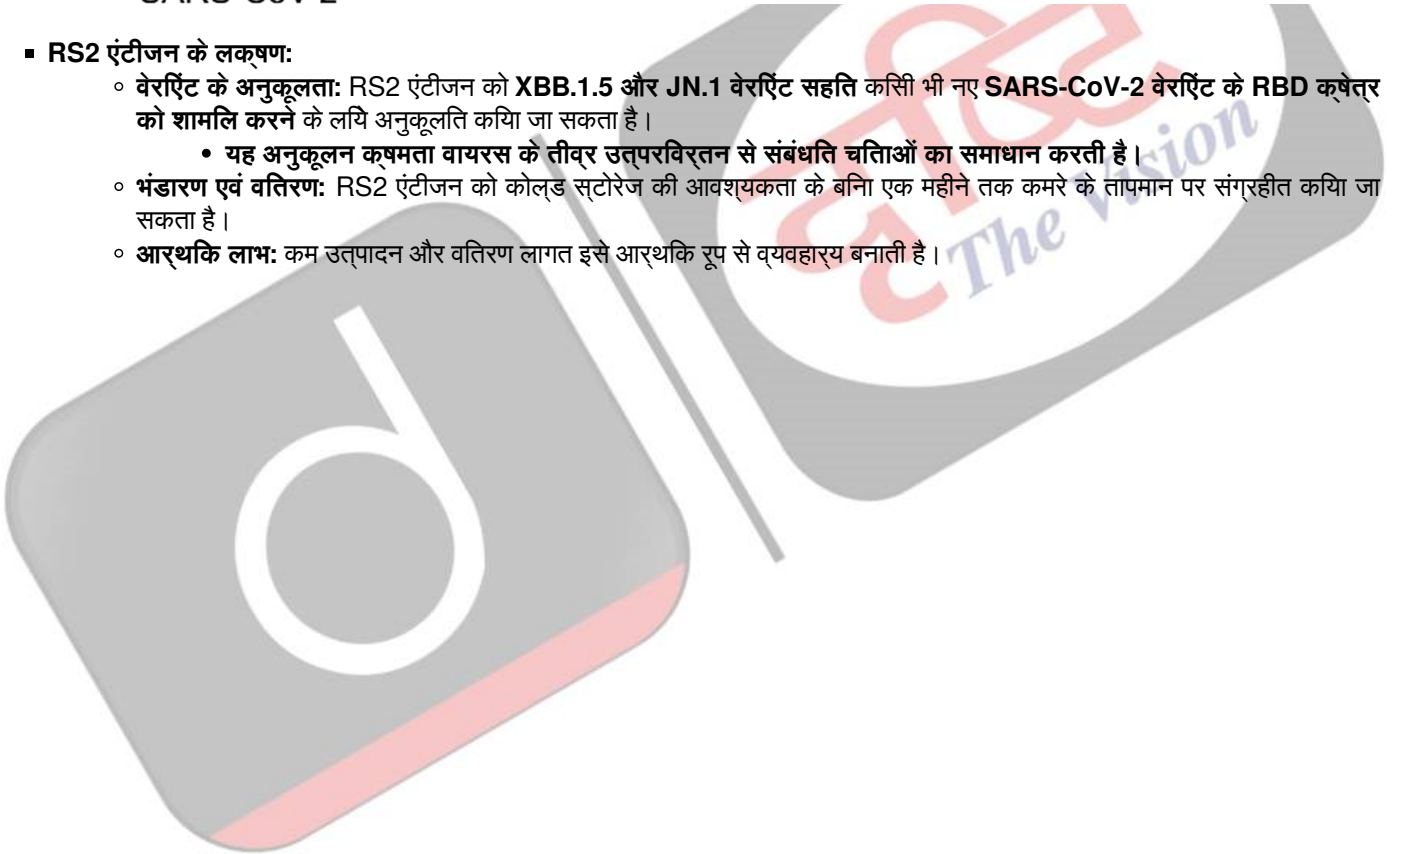 SARS-CoV-2
RS2 एंटीजन के लक्षण:
वेरिएंट के अनुकूलता: RS2 एंटीजन को XBB.1.5 और JN.1 वेरिएंट सहित किसी भी नए SARS-CoV-2 वेरिएंट के RBD क्षेत्र
को शामिल करने के लिये अनुकूलित किया जा सकता है।
यह अनुकूलन क्षमता वायरस के तीव्र उत्परिवर्तन से संबंधित चिंताओं का समाधान करती है।
भंडारण एवं वितरण: RS2 एंटीजन को कोल्ड स्टोरेज की आवश्यकता के बिना एक महीने तक कमरे के तापमान पर संग्रहीत किया जा
सकता है।
आर्थिक लाभ: कम उत्पादन और वितरण लागत इसे आर्थिक रूप से व्यवहार्य बनाती है।
दृष्टि
The Vision